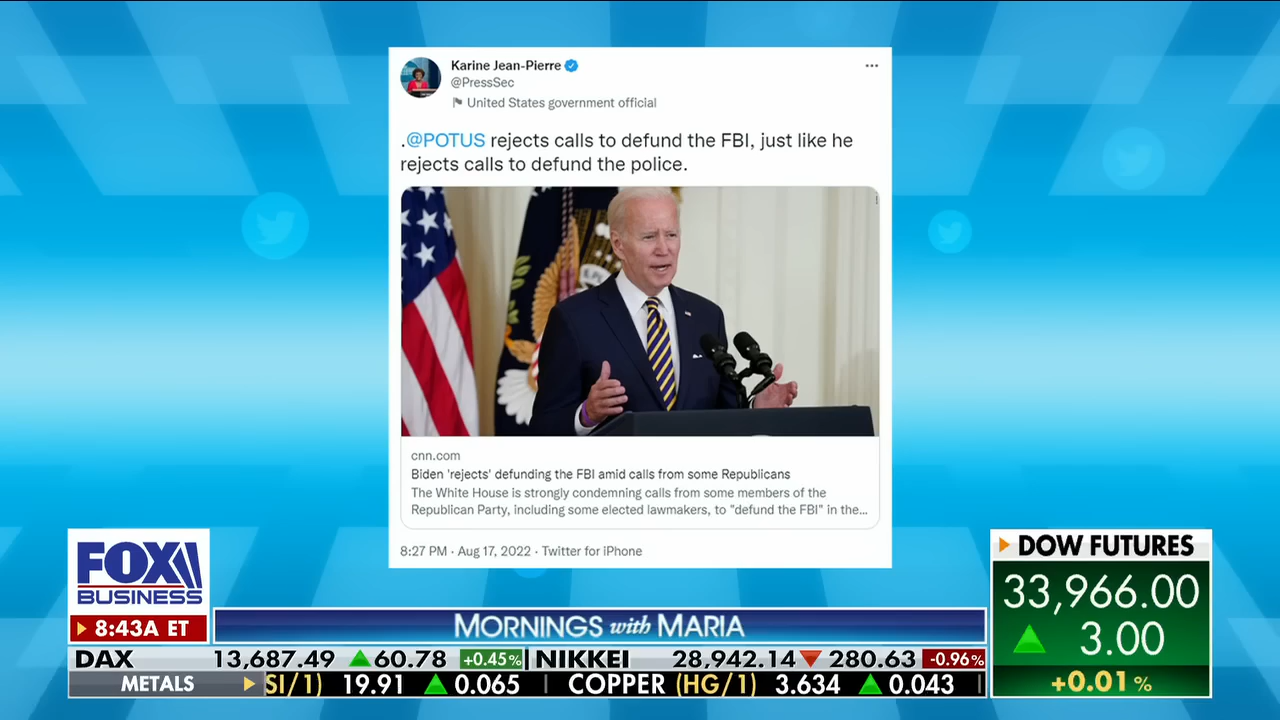 Karine Jean-Pierre
@PressSec
United States government official
.@POTUS rejects calls to defund the FBI, just like he
rejects calls to defund the police.
cnn.com
Biden 'rejects' defunding the FBI amid calls from some Republicans
The White House is strongly condemning calls from some members of the
Republican Party, including some elected lawmakers, to "defund the FBI" in the...
8:27 PM · Aug 17, 2022 · Twitter for iPhone
FOX
BUSINESS
8:43A ET
MORNINGS with MARIA
DOW FUTURES
33,966.00
3.00
+0.01%
DAX 13,687.49 60.78 +0.45% NIKKEI 28,942.14 280.63 -0.96%
METALS SI/1) 19.91 0.065 | COPPER (HG/1) 3.634 0.043 |